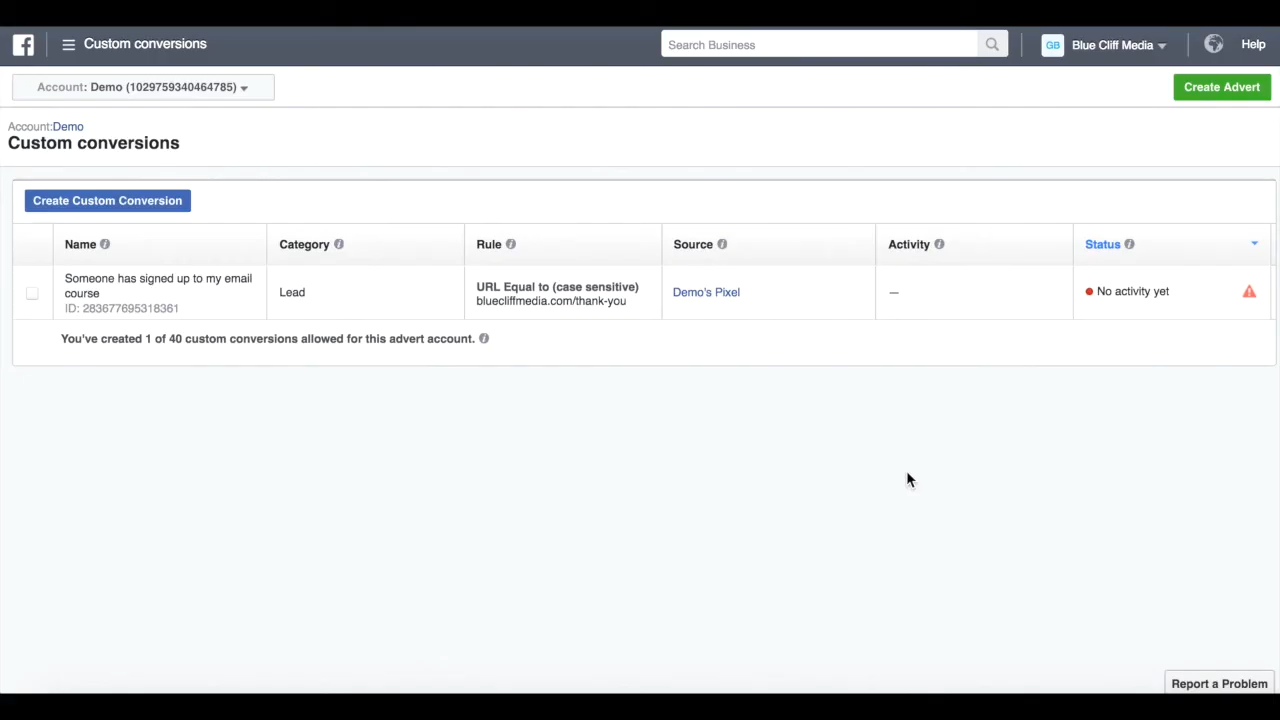 Custom conversions
Search Business
GB Blue Cliff Media
Help
Account: Demo (1029759340464785)
Create Advert
Account:Demo
Custom conversions
Create Custom Conversion
Name Category Rule Source Activity Status
Someone has signed up to my email
course
ID: 283677695318361
Lead
URL Equal to (case sensitive)
bluecliffmedia.com/thank-you
Demo's Pixel
—
No activity yet
You've created 1 of 40 custom conversions allowed for this advert account.
Report a Problem